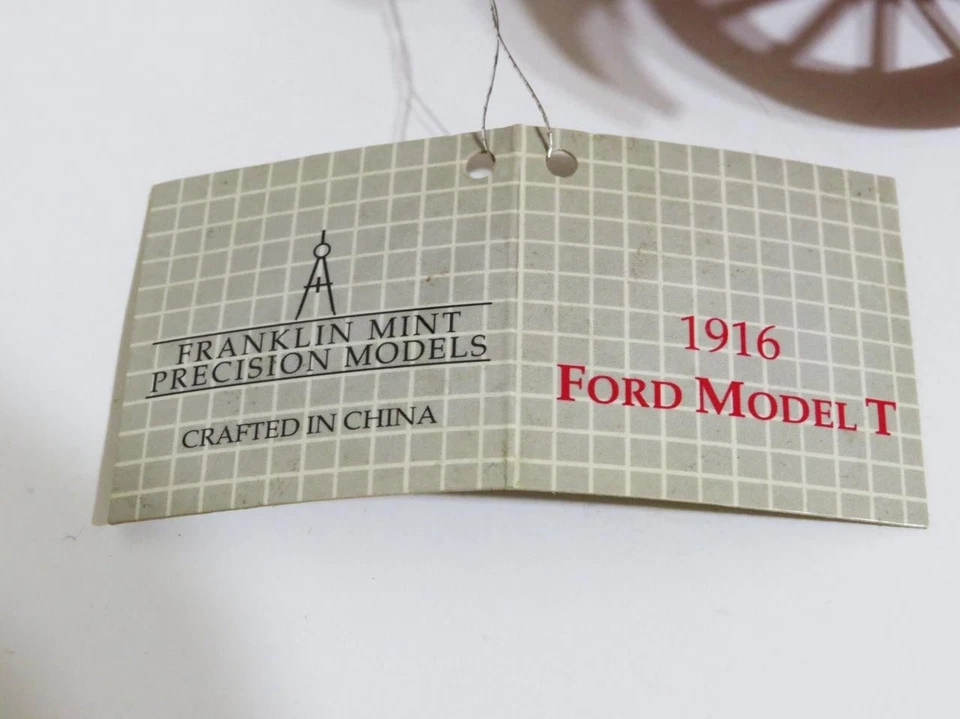 FRANKLIN MINT
PRECISION MODELS
CRAFTED IN CHINA
1916
FORD MODEL T